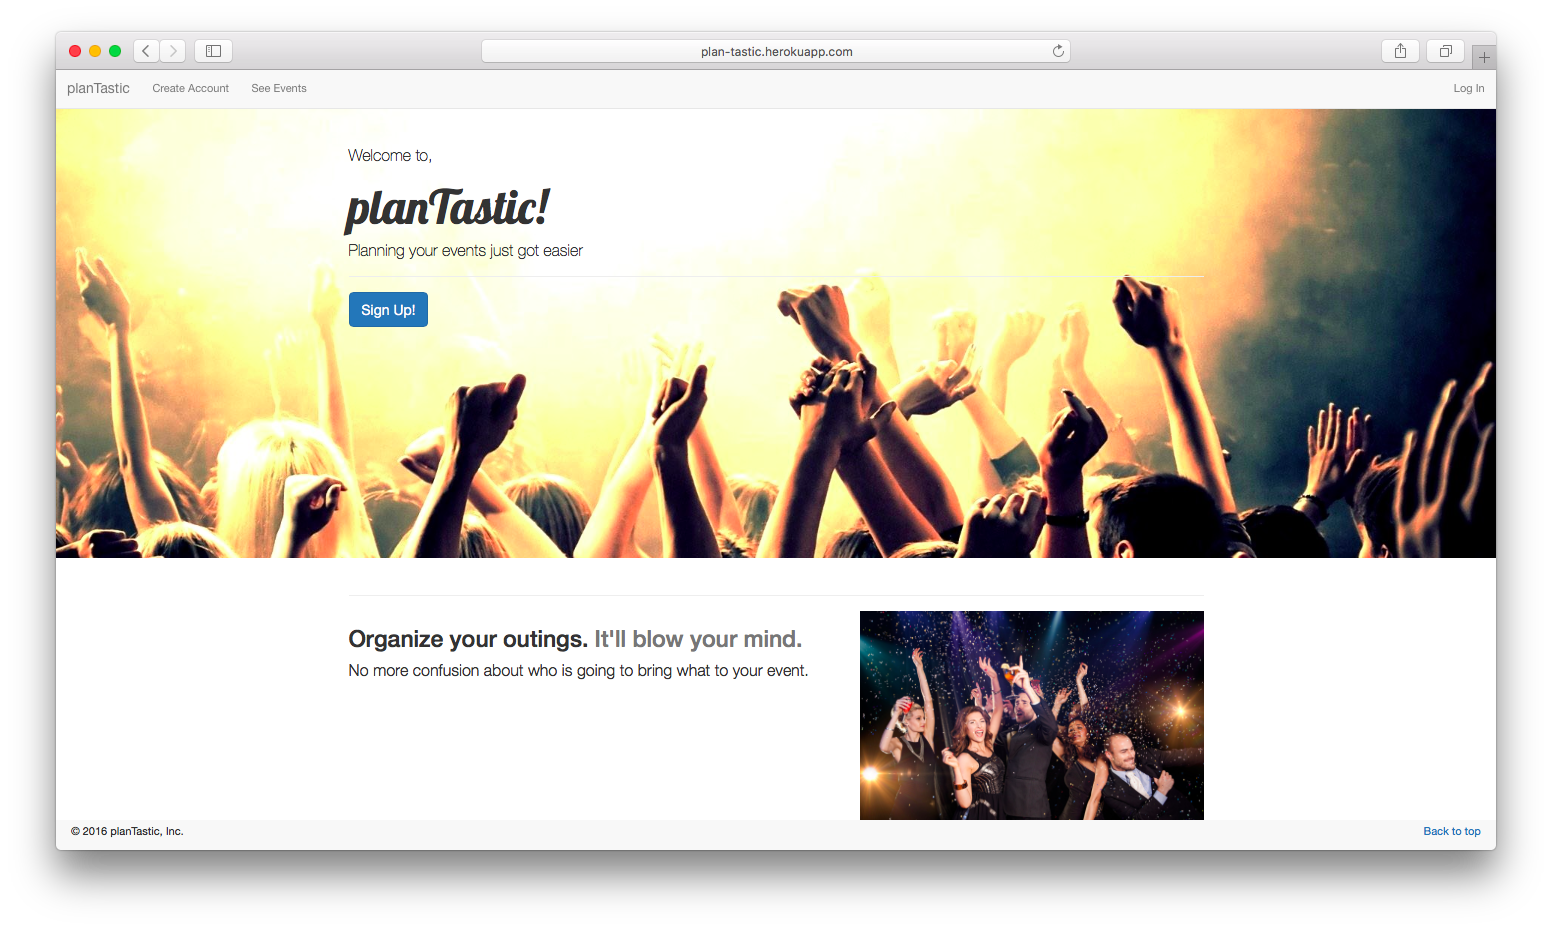 plan-tastic.herokuapp.com
planTastic Create Account See Events Log In
Welcome to,
planTastic!
Planning your events just got easier
Sign Up!
Organize your outings. It'll blow your mind.
No more confusion about who is going to bring what to your event.
© 2016 planTastic, Inc. Back to top